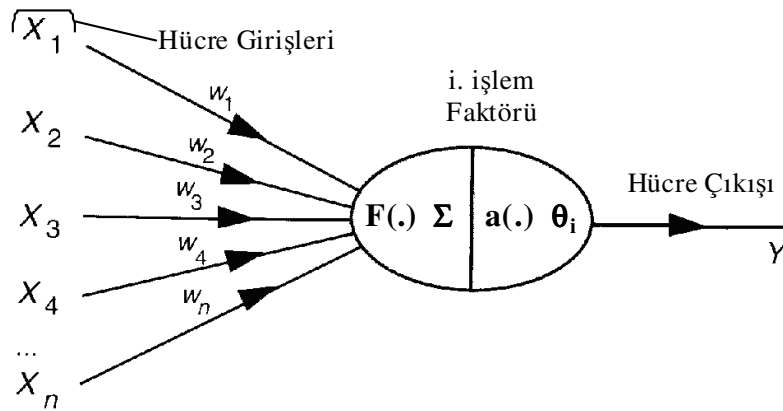 X₁
Hücre Girişleri
i. işlem
Faktörü
w₁
X₂
w₂
w₃
X₃
F(.) Σ a(.) θᵢ
Hücre Çıkışı
Y
w₄
X₄
wₙ
...
Xₙ